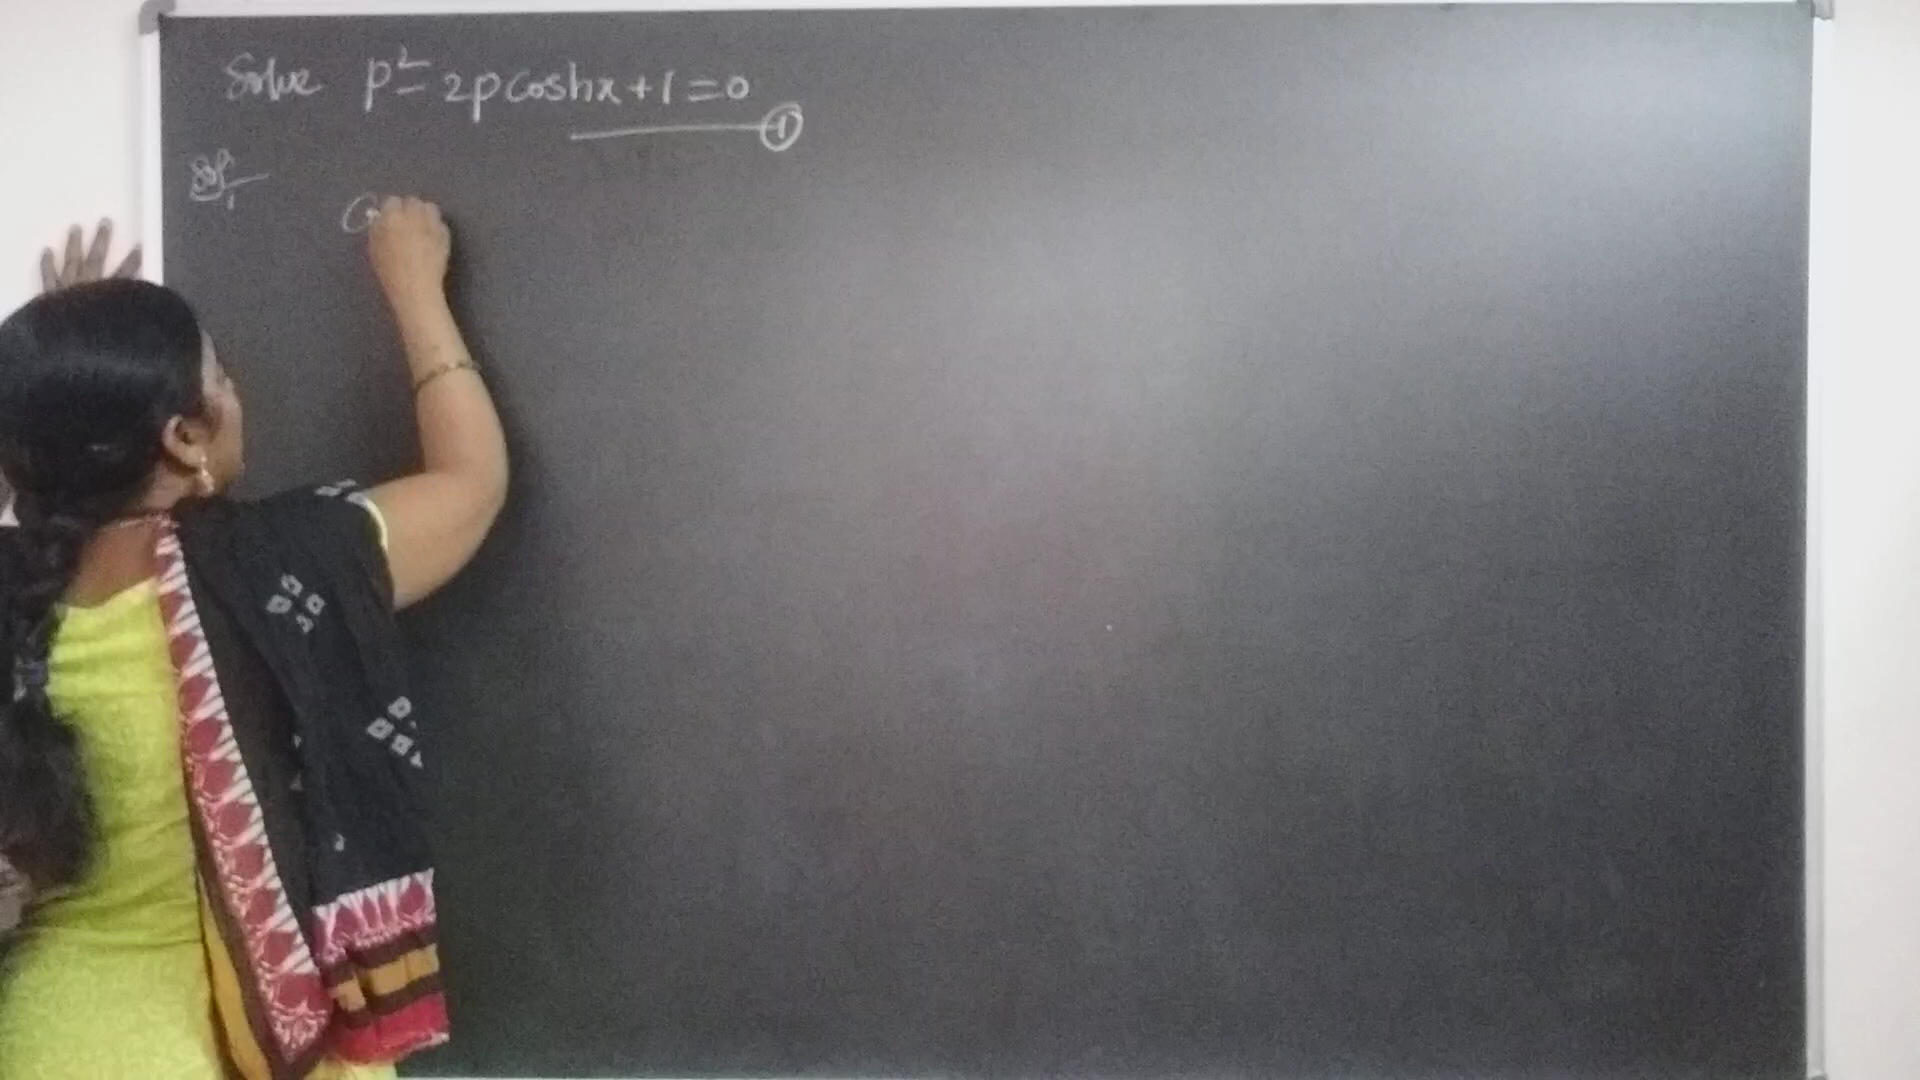 Solve p² - 2p coshx + 1 = 0
①
Sol
G